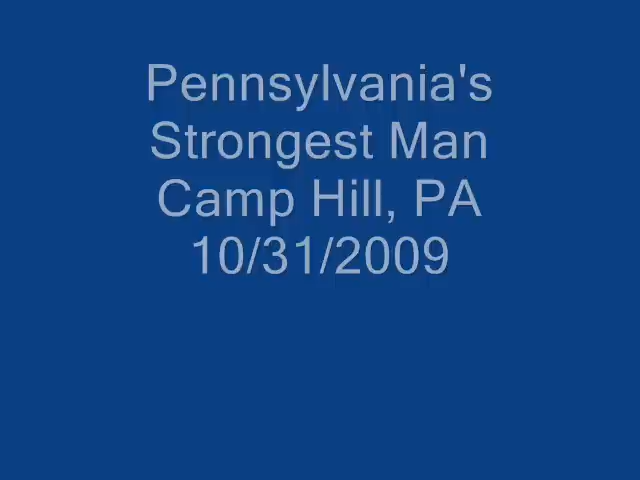 Pennsylvania's
Strongest Man
Camp Hill, PA
10/31/2009